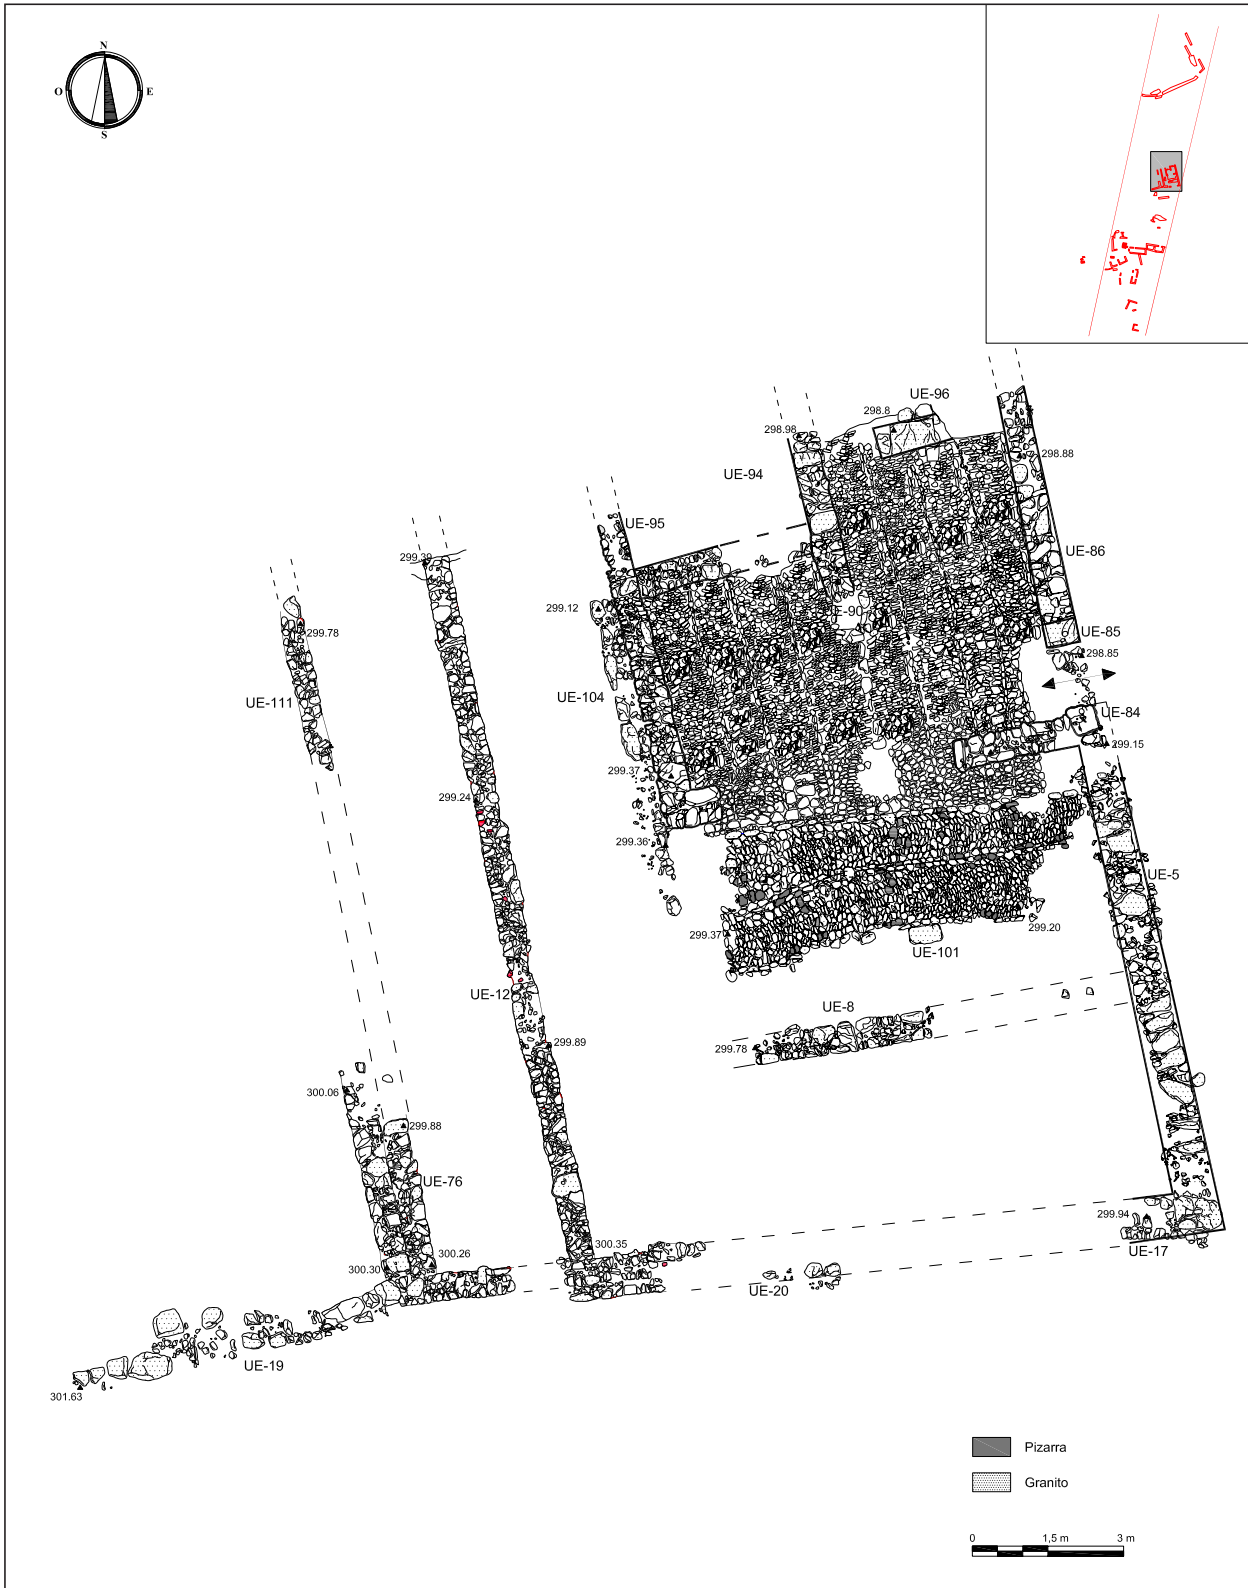 N
O
E
S
UE-96
298.8
298.98
298.88
UE-94
UE-95
UE-86
299.39
299.12
E-90
UE-85
299.78
298.85
UE-104
UE-111
UE-84
299.15
299.37
299.24
299.36
UE-5
299.37
299.20
UE-101
UE-12
UE-8
299.89
299.78
300.06
299.88
UE-76
299.94
300.35
UE-17
300.26
300.30
UE-20
UE-19
301.63
Pizarra
Granito
0 1,5 m 3 m